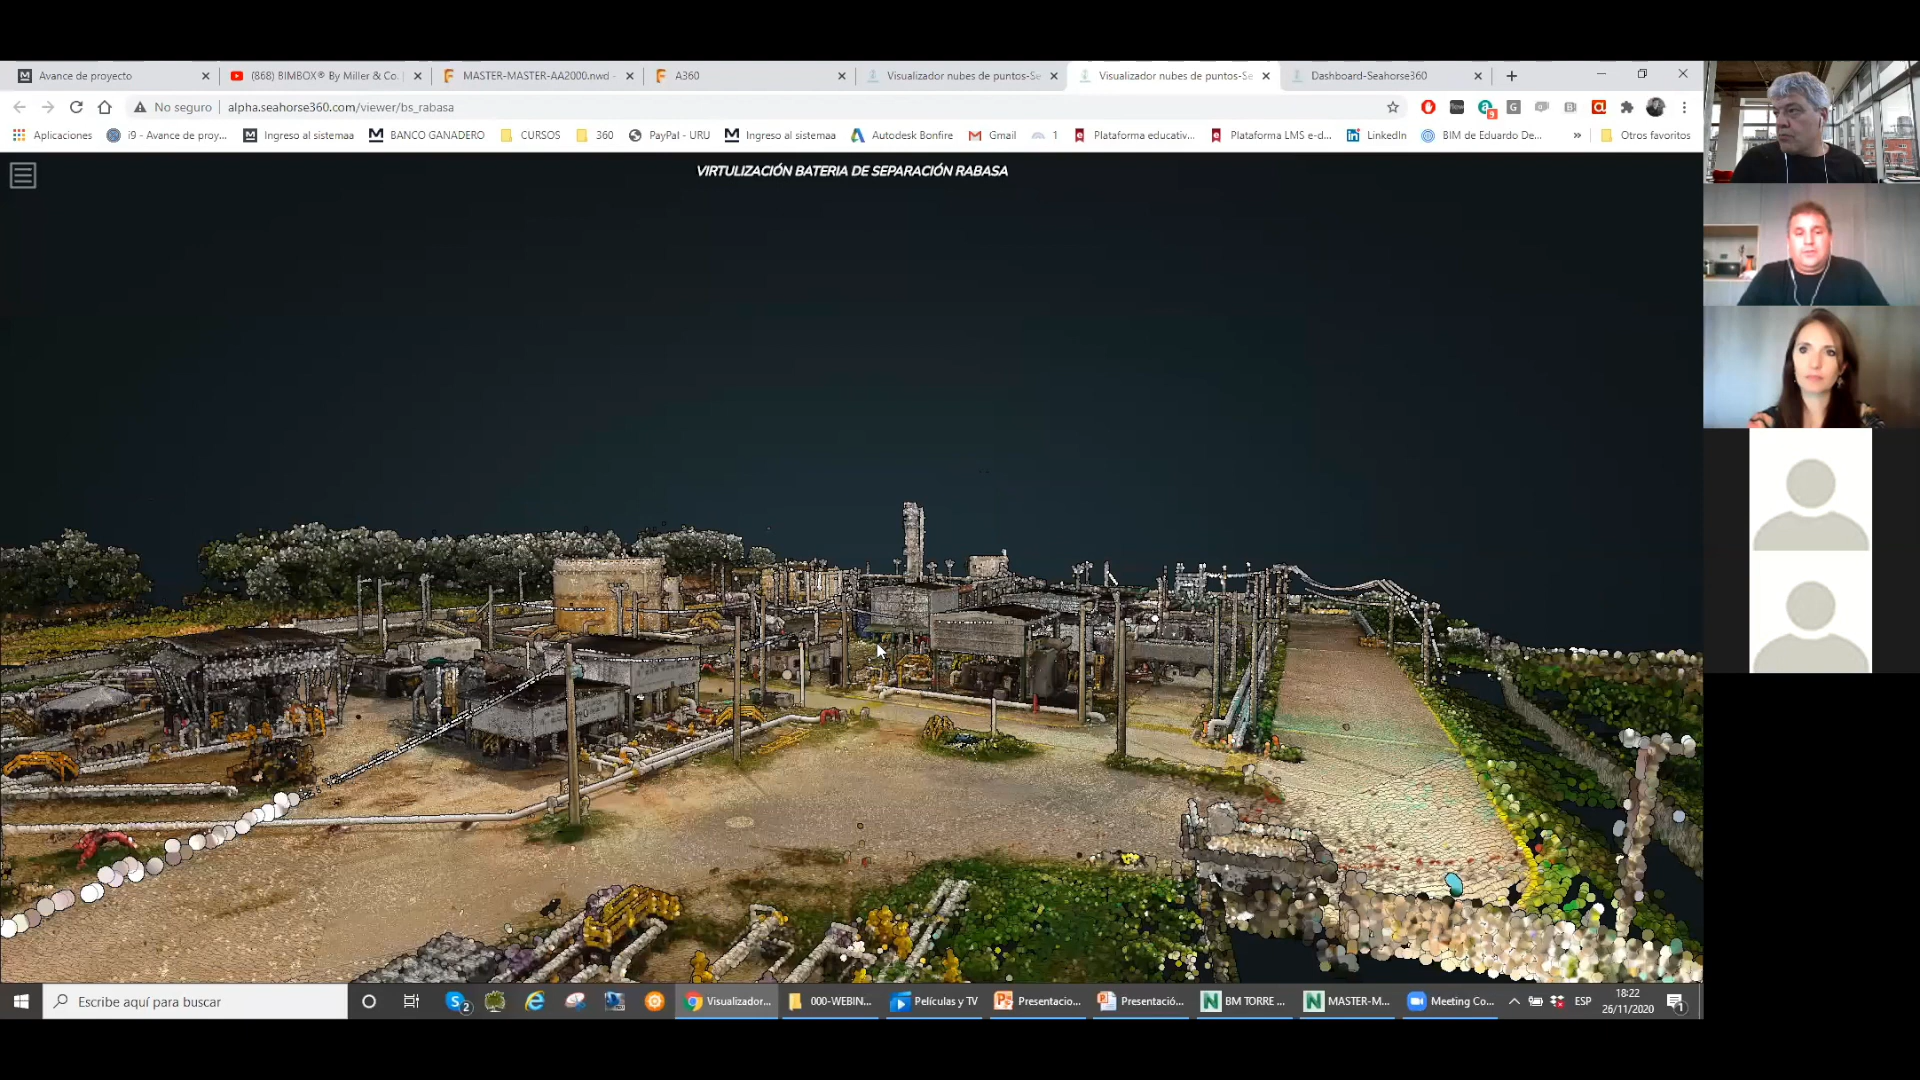 Avance de proyecto
(868) BIMBOX® By Miller & Co.
MASTER-MASTER-AA2000.nwd -
A360
Visualizador nubes de puntos-Se
Visualizador nubes de puntos-Se
Dashboard-Seahorse360
No seguro
alpha.seahorse360.com/viewer/bs_rabasa
Aplicaciones
i9 - Avance de proy...
Ingreso al sistemaa
BANCO GANADERO
CURSOS
360
PayPal - URU
Ingreso al sistemaa
Autodesk Bonfire
Gmail
1
Plataforma educativ...
Plataforma LMS e-d...
LinkedIn
BIM de Eduardo De...
»
Otros favoritos
VIRTULIZACIÓN BATERIA DE SEPARACIÓN RABASA
Escribe aquí para buscar
2
Visualizador...
000-WEBIN...
Películas y TV
Presentacio...
Presentació...
BM TORRE ...
MASTER-M...
Meeting Co...
ESP
18:22
26/11/2020
1